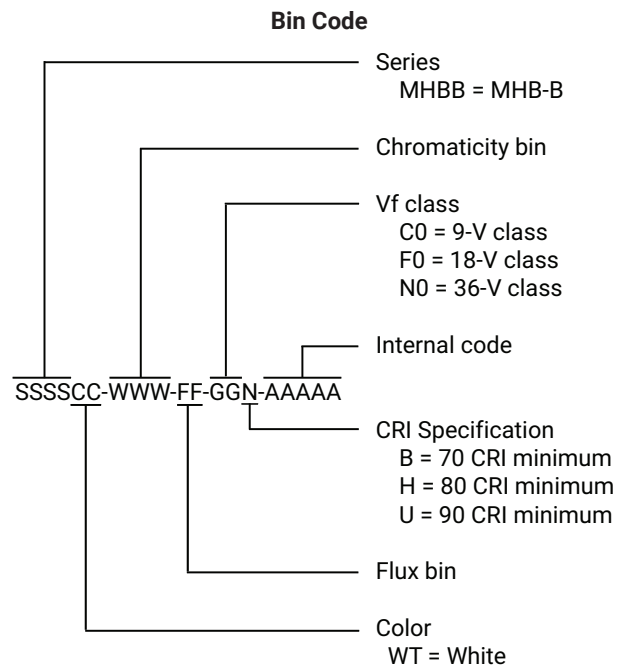 Bin Code
Series
MHBB = MHB-B
Chromaticity bin
Vf class
C0 = 9-V class
F0 = 18-V class
N0 = 36-V class
Internal code
SSSSCC-WWW-FF-GGN-AAAAA
CRI Specification
B = 70 CRI minimum
H = 80 CRI minimum
U = 90 CRI minimum
Flux bin
Color
WT = White